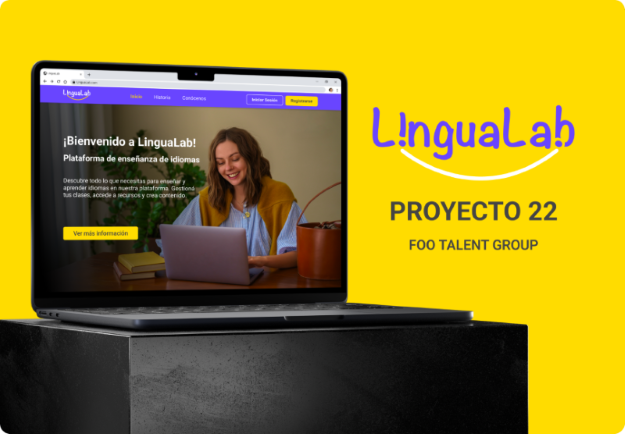 LinguaLab
Inicio
Historia
Conócenos
Iniciar Sesión
Registrarse
¡Bienvenido a LinguaLab!
Plataforma de enseñanza de idiomas
Descubre todo lo que necesitas para enseñar y
aprender idiomas en nuestra plataforma. Gestiona
tus clases, accede a recursos y crea contenido.
Ver más información
L!nguaLab
PROYECTO 22
FOO TALENT GROUP